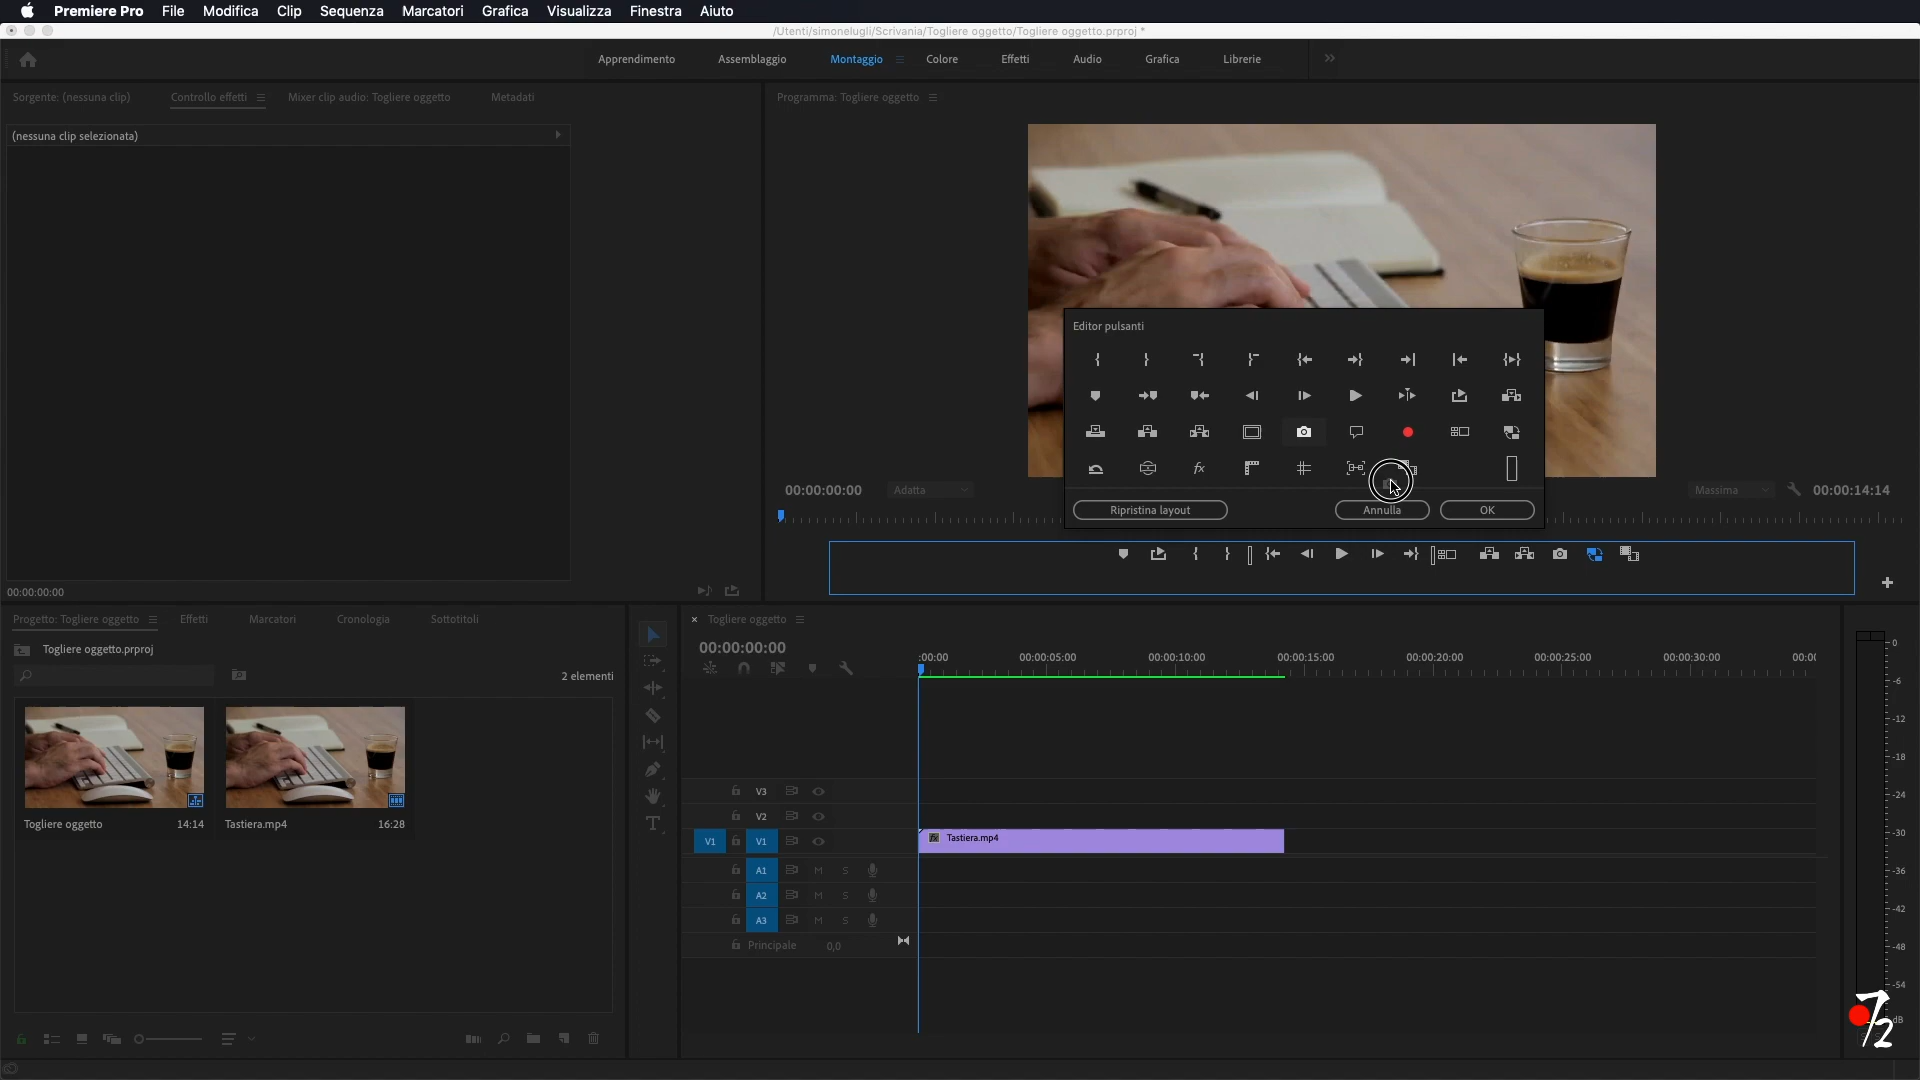 Premiere Pro File Modifica Clip Sequenza Marcatori Grafica Visualizza Finestra Aiuto
/Utenti/simonelugli/Scrivania/Togliere oggetto/Togliere oggetto.prproj *
Apprendimento Assemblaggio Montaggio Colore Effetti Audio Grafica Librerie
Sorgente: (nessuna clip) Controllo effetti Mixer clip audio: Togliere oggetto Metadati
Programma: Togliere oggetto
(nessuna clip selezionata)
Editor pulsanti
fx
00:00:00:00 Adatta Massima 00:00:14:14
Ripristina layout Annulla OK
00:00:00:00
Progetto: Togliere oggetto Effetti Marcatori Cronologia Sottotitoli
Togliere oggetto.prproj
2 elementi
Togliere oggetto 14:14
Tastiera.mp4 16:28
× Togliere oggetto
00:00:00:00
:00:00 00:00:05:00 00:00:10:00 00:00:15:00 00:00:20:00 00:00:25:00 00:00:30:00 00:0
V3
V2
V1 V1 fx Tastiera.mp4
A1 M S
A2 M S
A3 M S
Principale 0,0
T
0
-6
-12
-18
-24
-30
-36
-42
-48
-54
dB
7/2